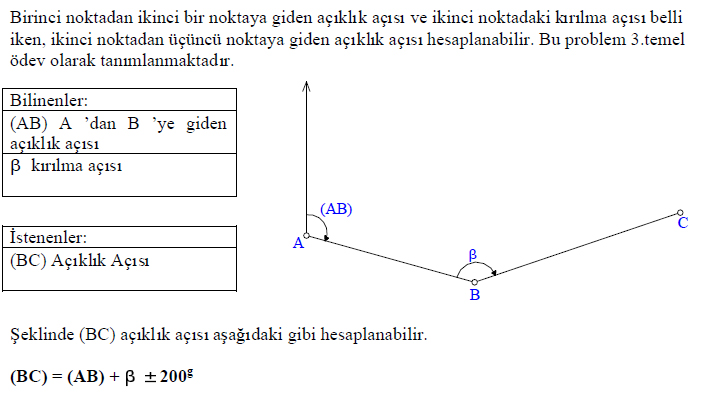 Birinci noktadan ikinci bir noktaya giden açıklık açısı ve ikinci noktadaki kırılma açısı belli
iken, ikinci noktadan üçüncü noktaya giden açıklık açısı hesaplanabilir. Bu problem 3.temel
ödev olarak tanımlanmaktadır.
Bilinenler:
(AB) A ’dan B ’ye giden
açıklık açısı
β kırılma açısı
İstenenler:
(BC) Açıklık Açısı
(AB)
A
β
B
C
Şeklinde (BC) açıklık açısı aşağıdaki gibi hesaplanabilir.
(BC) = (AB) + β ± 200ᵍ